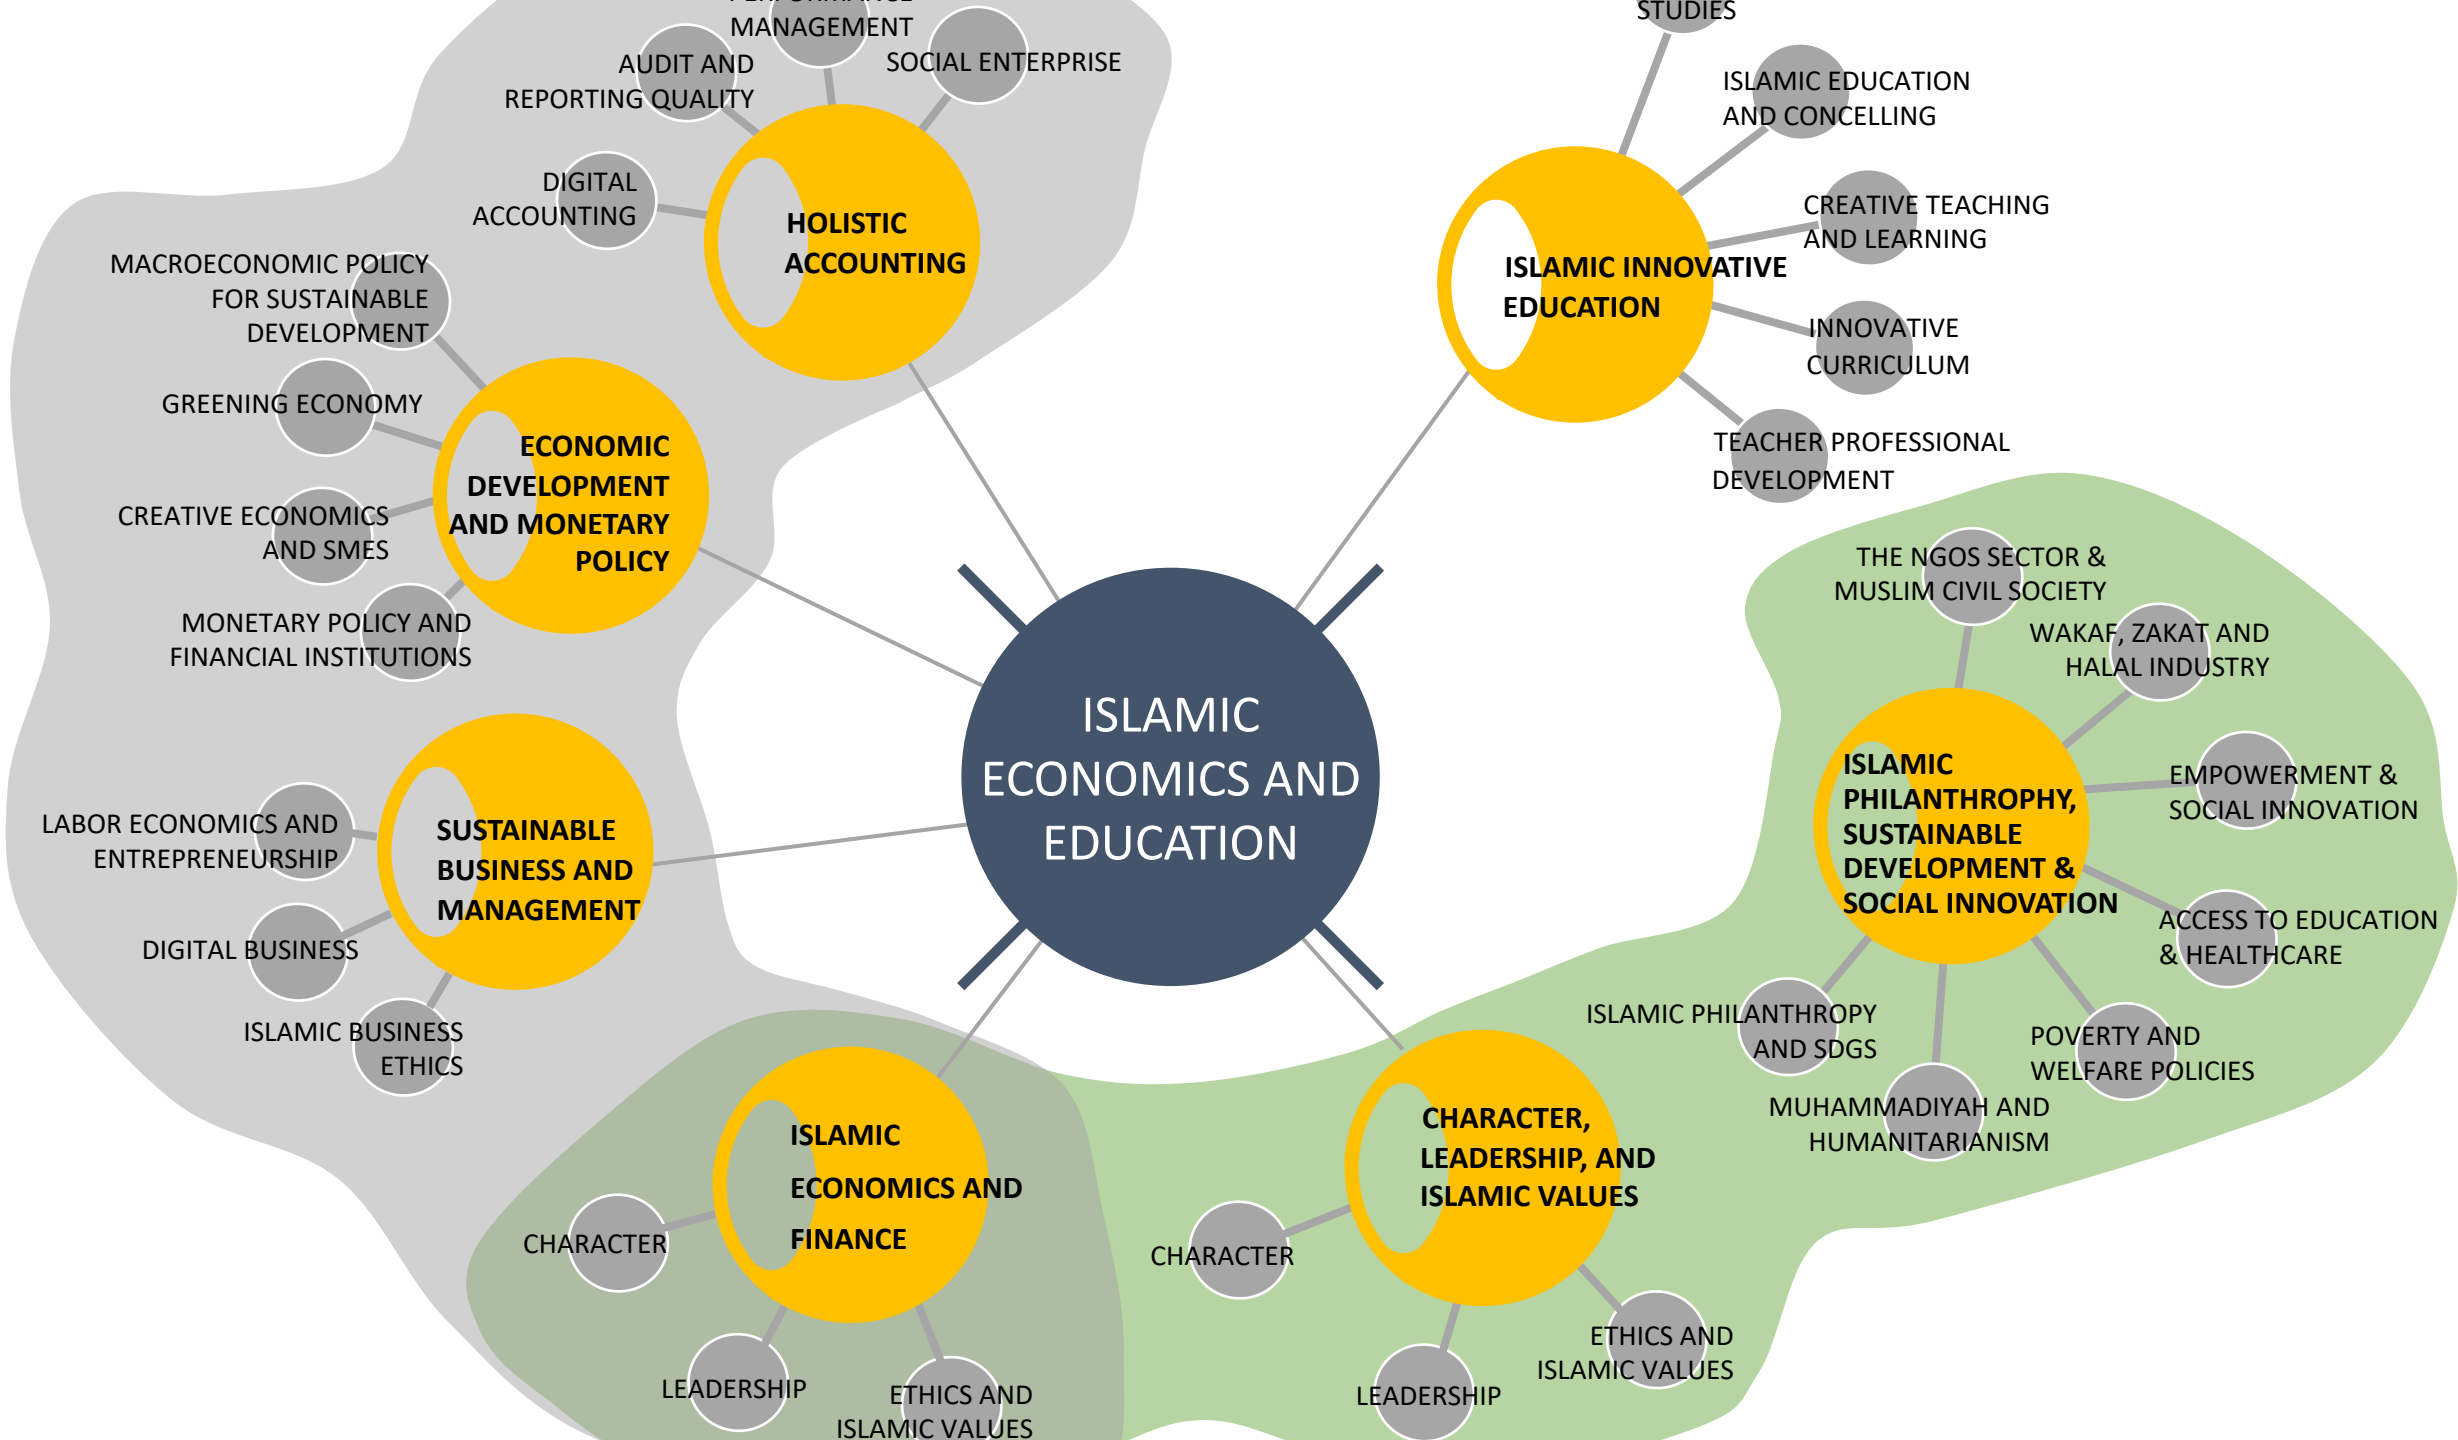 MANAGEMENT
AUDIT AND
REPORTING QUALITY
SOCIAL ENTERPRISE
DIGITAL
ACCOUNTING
HOLISTIC
ACCOUNTING
MACROECONOMIC POLICY
FOR SUSTAINABLE
DEVELOPMENT
GREENING ECONOMY
CREATIVE ECONOMICS
AND SMES
MONETARY POLICY AND
FINANCIAL INSTITUTIONS
ECONOMIC
DEVELOPMENT
AND MONETARY
POLICY
LABOR ECONOMICS AND
ENTREPRENEURSHIP
DIGITAL BUSINESS
ISLAMIC BUSINESS
ETHICS
SUSTAINABLE
BUSINESS AND
MANAGEMENT
ISLAMIC
ECONOMICS AND
EDUCATION
STUDIES
ISLAMIC EDUCATION
AND CONCELLING
CREATIVE TEACHING
AND LEARNING
INNOVATIVE
CURRICULUM
TEACHER PROFESSIONAL
DEVELOPMENT
ISLAMIC INNOVATIVE
EDUCATION
THE NGOS SECTOR &
MUSLIM CIVIL SOCIETY
WAKAF, ZAKAT AND
HALAL INDUSTRY
EMPOWERMENT &
SOCIAL INNOVATION
ACCESS TO EDUCATION
& HEALTHCARE
POVERTY AND
WELFARE POLICIES
MUHAMMADIYAH AND
HUMANITARIANISM
ISLAMIC PHILANTHROPY
AND SDGS
ISLAMIC
PHILANTHROPHY,
SUSTAINABLE
DEVELOPMENT &
SOCIAL INNOVATION
ISLAMIC
ECONOMICS AND
FINANCE
CHARACTER
LEADERSHIP
ETHICS AND
ISLAMIC VALUES
CHARACTER,
LEADERSHIP, AND
ISLAMIC VALUES
CHARACTER
LEADERSHIP
ETHICS AND
ISLAMIC VALUES